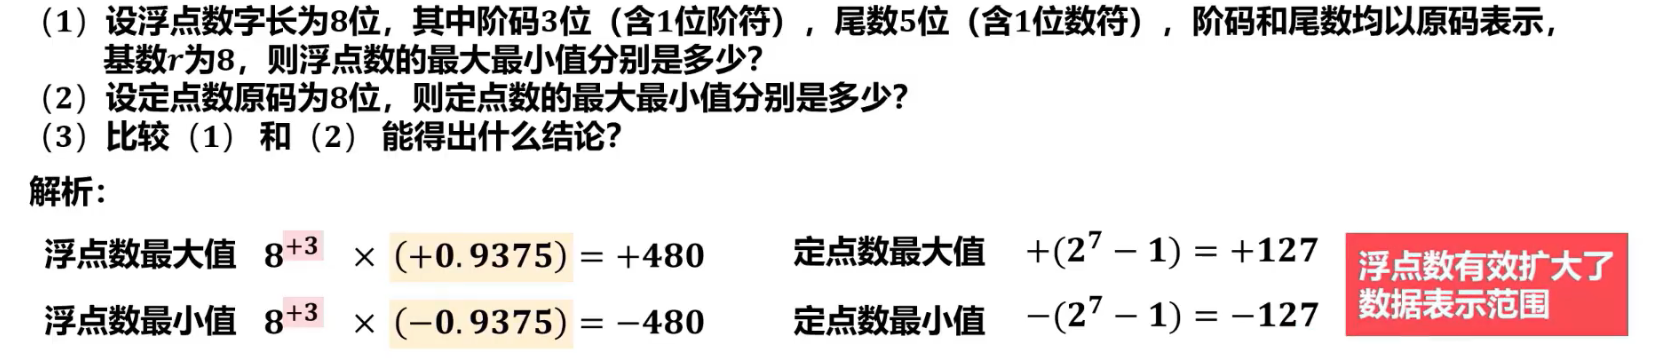 （1）设浮点数字长为8位，其中阶码3位（含1位阶符），尾数5位（含1位数符），阶码和尾数均以原码表示，
基数r为8，则浮点数的最大最小值分别是多少？
（2）设定点数原码为8位，则定点数的最大最小值分别是多少？
（3）比较（1） 和（2） 能得出什么结论？
解析：
浮点数最大值 8⁺³ × (+0.9375) = +480
定点数最大值 +(2⁷ − 1) = +127
浮点数最小值 8⁺³ × (−0.9375) = −480
定点数最小值 −(2⁷ − 1) = −127
浮点数有效扩大了
数据表示范围